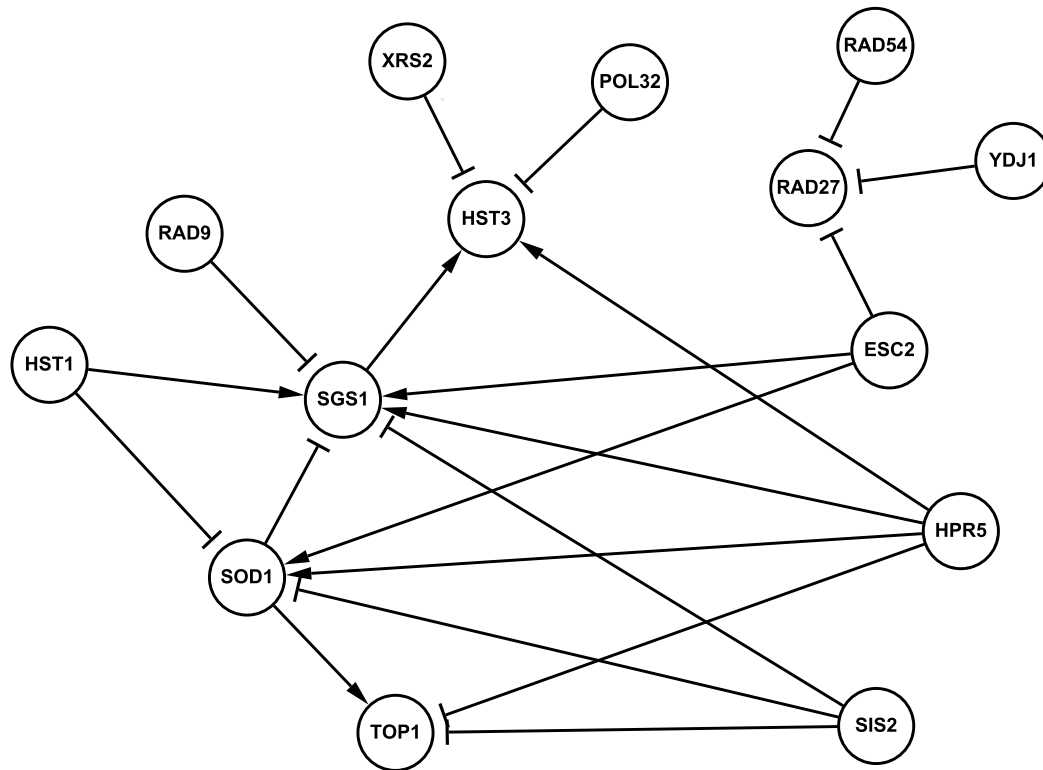 RAD54
XRS2
POL32
YDJ1
RAD27
HST3
RAD9
ESC2
HST1
SGS1
HPR5
SOD1
SIS2
TOP1